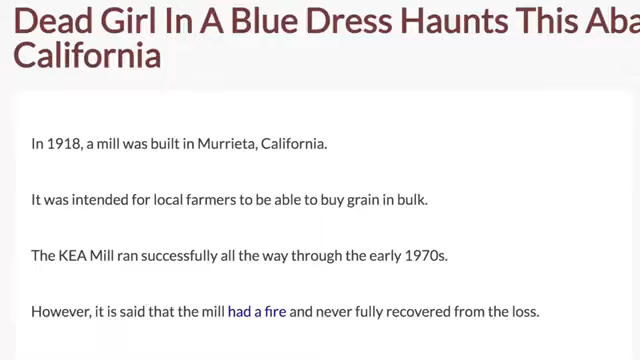 Dead Girl In A Blue Dress Haunts This Aba
California
In 1918, a mill was built in Murrieta, California.
It was intended for local farmers to be able to buy grain in bulk.
The KEA Mill ran successfully all the way through the early 1970s.
However, it is said that the mill had a fire and never fully recovered from the loss.